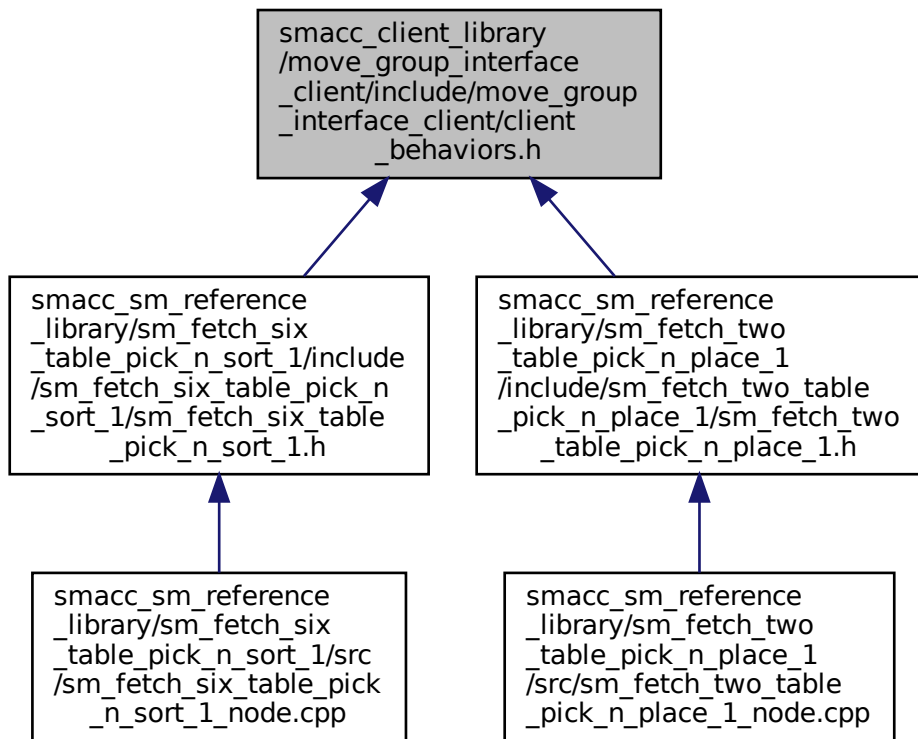 smacc_client_library
/move_group_interface
_client/include/move_group
_interface_client/client
_behaviors.h
smacc_sm_reference
_library/sm_fetch_six
_table_pick_n_sort_1/include
/sm_fetch_six_table_pick_n
_sort_1/sm_fetch_six_table
_pick_n_sort_1.h
smacc_sm_reference
_library/sm_fetch_two
_table_pick_n_place_1
/include/sm_fetch_two_table
_pick_n_place_1/sm_fetch_two
_table_pick_n_place_1.h
smacc_sm_reference
_library/sm_fetch_six
_table_pick_n_sort_1/src
/sm_fetch_six_table_pick
_n_sort_1_node.cpp
smacc_sm_reference
_library/sm_fetch_two
_table_pick_n_place_1
/src/sm_fetch_two_table
_pick_n_place_1_node.cpp